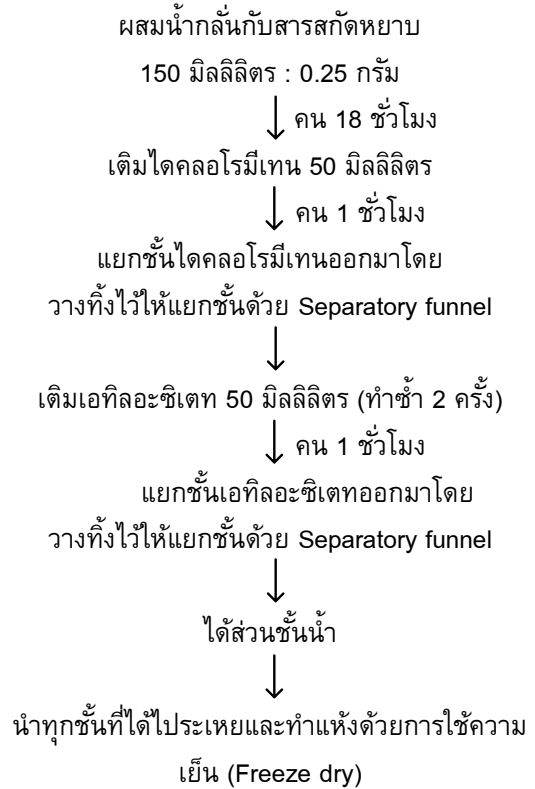 ผสมน้ำกลั่นกับสารสกัดหยาบ
150 มิลลิลิตร : 0.25 กรัม
คน 18 ชั่วโมง
เติมไดคลอโรมีเทน 50 มิลลิลิตร
คน 1 ชั่วโมง
แยกชั้นไดคลอโรมีเทนออกมาโดย
วางทิ้งไว้ให้แยกชั้นด้วย Separatory funnel
เติมเอทิลอะซิเตท 50 มิลลิลิตร (ทำซ้ำ 2 ครั้ง)
คน 1 ชั่วโมง
แยกชั้นเอทิลอะซิเตทออกมาโดย
วางทิ้งไว้ให้แยกชั้นด้วย Separatory funnel
ได้ส่วนชั้นน้ำ
นำทุกชั้นที่ได้ไประเหยและทำแห้งด้วยการใช้ความ
เย็น (Freeze dry)